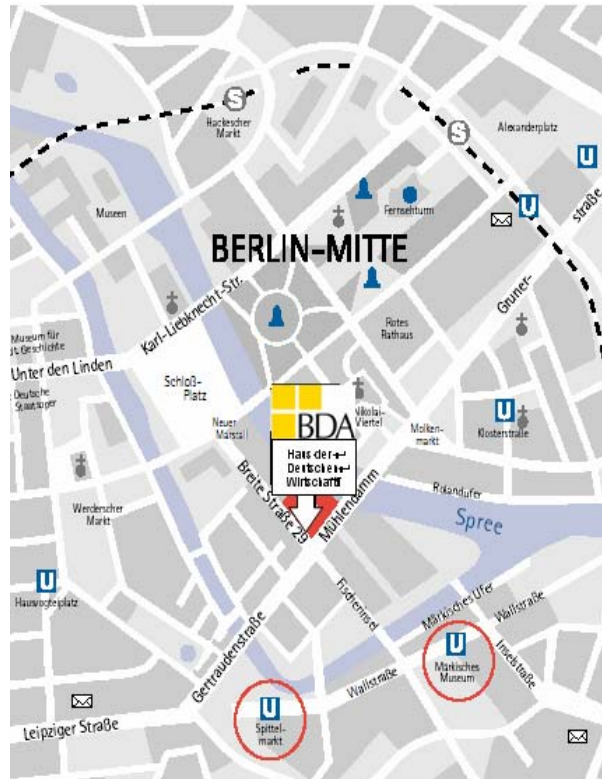 S
Hackescher
Markt
S
Alexanderplatz
U
Museen
Fernsehturm
U
straße
BERLIN-MITTE
Gruner-
Karl-Liebknecht-Str.
Rotes
Rathaus
Museum für
Geschichte
Unter den Linden
Deutsche
Schloß-
Platz
Neuer
Marstall
BDA
Nikolai-
Viertel
Molken-
markt
U
Klosterstraße
Haus der
Deutschen
Wirtschaft
Breite Straße 29
Mühlendamm
Rolandufer
Spree
Werderscher
Markt
U
Hausvogteiplatz
Fischerinsel
Märkisches Ufer
Wallstraße
U
Märkisches
Museum
Inselstraße
Gertraudenstraße
Wallstraße
U
Spittel-
markt
Leipziger Straße